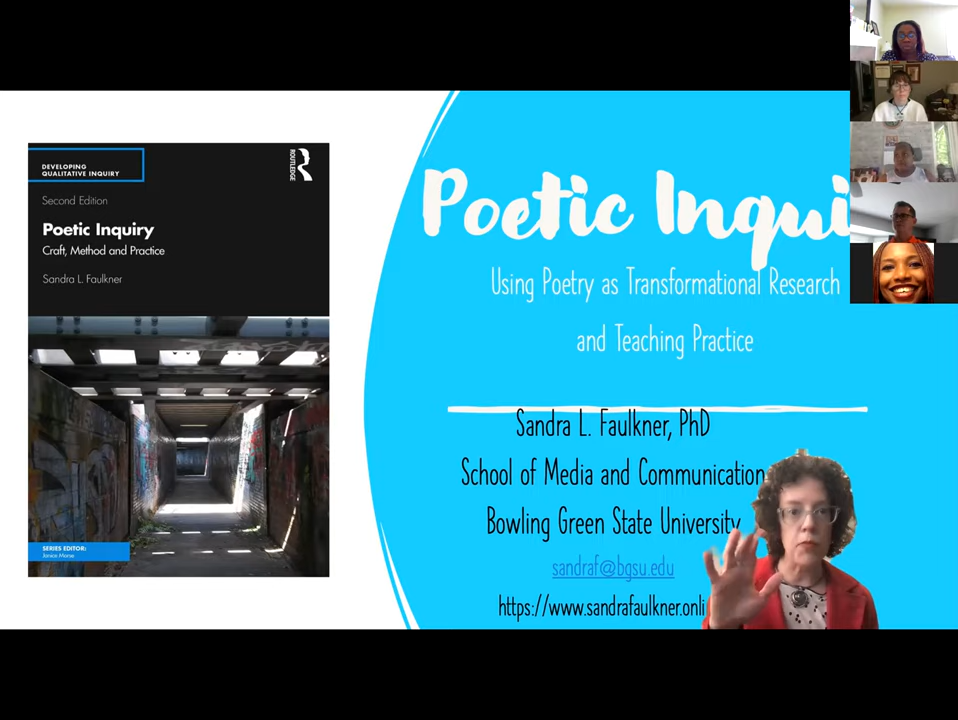 DEVELOPING
QUALITATIVE INQUIRY
ROUTLEDGE
Second Edition
Poetic Inquiry
Craft, Method and Practice
Sandra L. Faulkner
SERIES EDITOR:
Janice Morse
Poetic Inqui
Using Poetry as Transformational Research
and Teaching Practice
Sandra L. Faulkner, PhD
School of Media and Communication
Bowling Green State University
sandraf@bgsu.edu
https://www.sandrafaulkner.onli